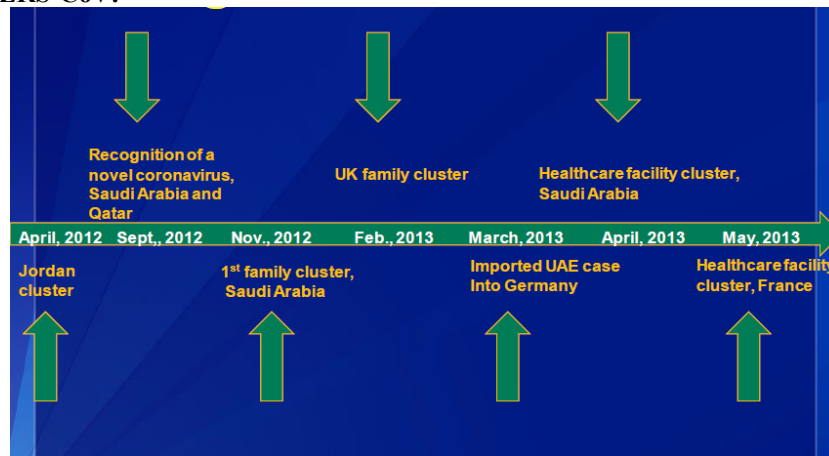 Recognition of a
novel coronavirus,
Saudi Arabia and
Qatar
UK family cluster
Healthcare facility cluster,
Saudi Arabia
April, 2012 Sept,, 2012 Nov., 2012 Feb., 2013 March, 2013 April, 2013 May, 2013
Jordan
cluster
1st family cluster,
Saudi Arabia
Imported UAE case
Into Germany
Healthcare facility
cluster, France